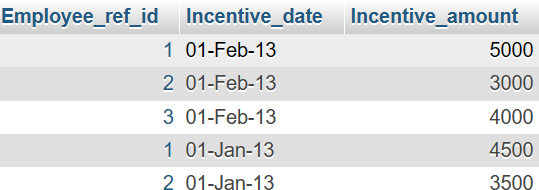 Employee_ref_id Incentive_date Incentive_amount
1 01-Feb-13 5000
2 01-Feb-13 3000
3 01-Feb-13 4000
1 01-Jan-13 4500
2 01-Jan-13 3500